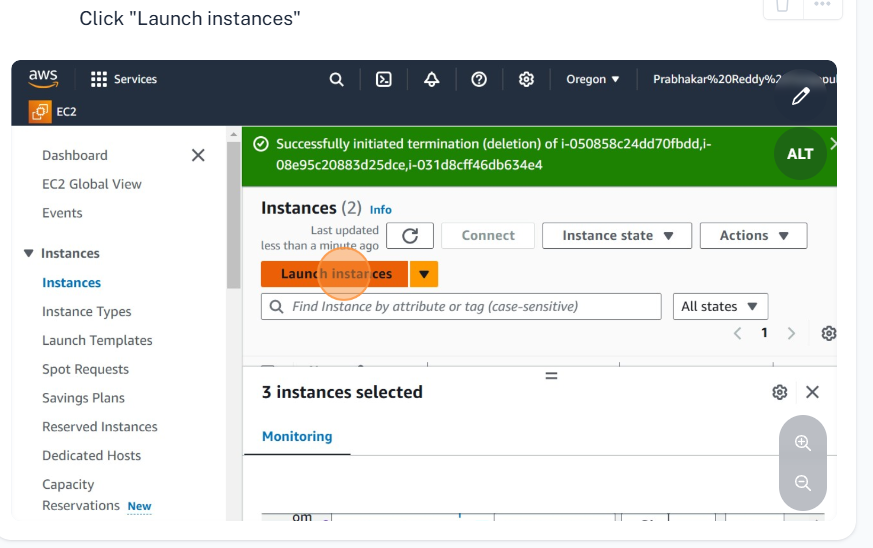 Click "Launch instances"
aws
Services
Oregon
Prabhakar%20Reddy%2
EC2
Dashboard
EC2 Global View
Events
Instances
Instances
Instance Types
Launch Templates
Spot Requests
Savings Plans
Reserved Instances
Dedicated Hosts
Capacity
Reservations New
Successfully initiated termination (deletion) of i-050858c24dd70fbdd,i-
08e95c20883d25dce,i-031d8cff46db634e4
ALT
Instances (2) Info
Last updated
less than a minute ago
Connect
Instance state
Actions
Launch instances
Find Instance by attribute or tag (case-sensitive)
All states
1
3 instances selected
Monitoring